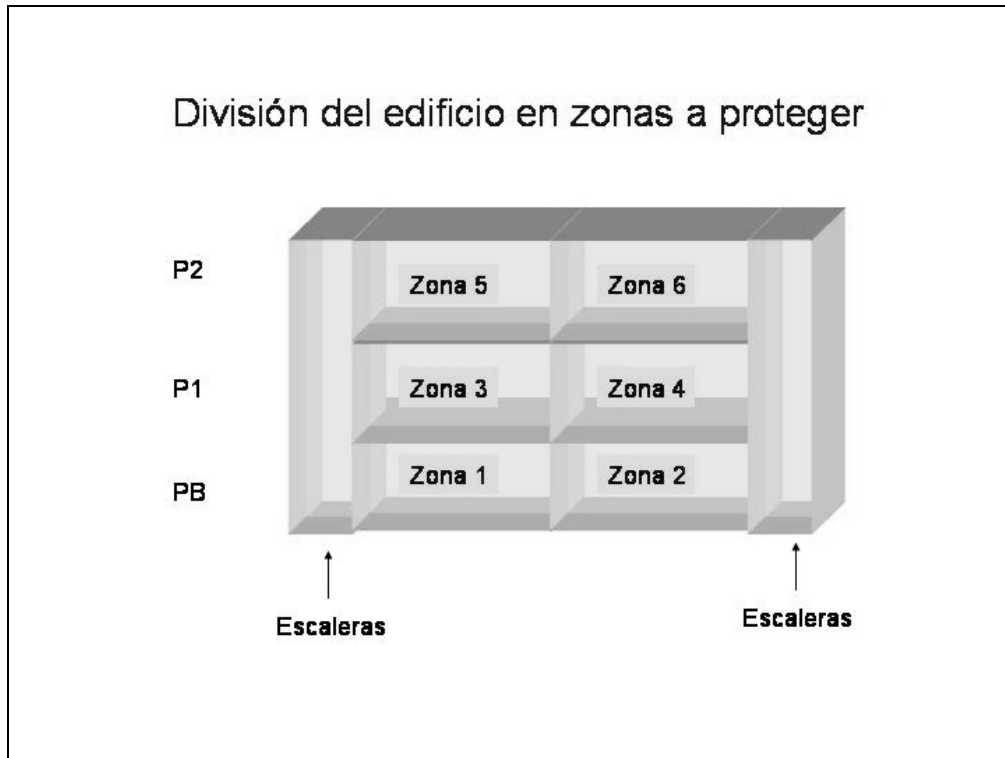 División del edificio en zonas a proteger
P2
Zona 5
Zona 6
P1
Zona 3
Zona 4
PB
Zona 1
Zona 2
Escaleras
Escaleras